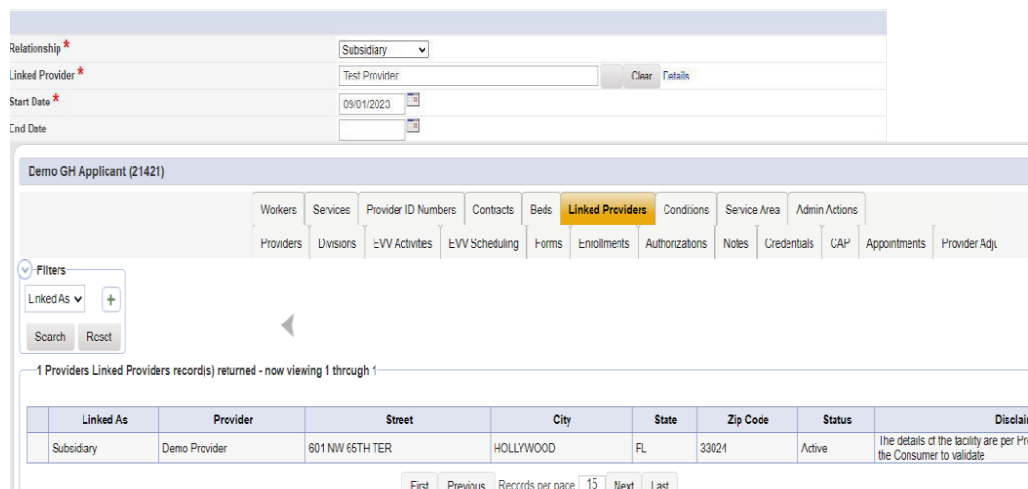 Relationship *
Subsidiary
Linked Provider *
Test Provider
Clear Details
Start Date *
09/01/2023
End Date
Demo GH Applicant (21421)
Workers Services Provider ID Numbers Contracts Beds Linked Providers Conditions Service Area Admin Actions
Providers Divisions EVV Activities EVV Scheduling Forms Enrollments Authorizations Notes Credentials CAP Appointments Provider Adju
Filters
Linked As
+
Search Reset
1 Providers Linked Providers record(s) returned - now viewing 1 through 1
Linked As Provider Street City State Zip Code Status Disclai
Subsidiary Demo Provider 601 NW 65TH TER HOLLYWOOD FL 33024 Active The details of the facility are per Pr
the Consumer to validate
First Previous Records per page 15 Next Last